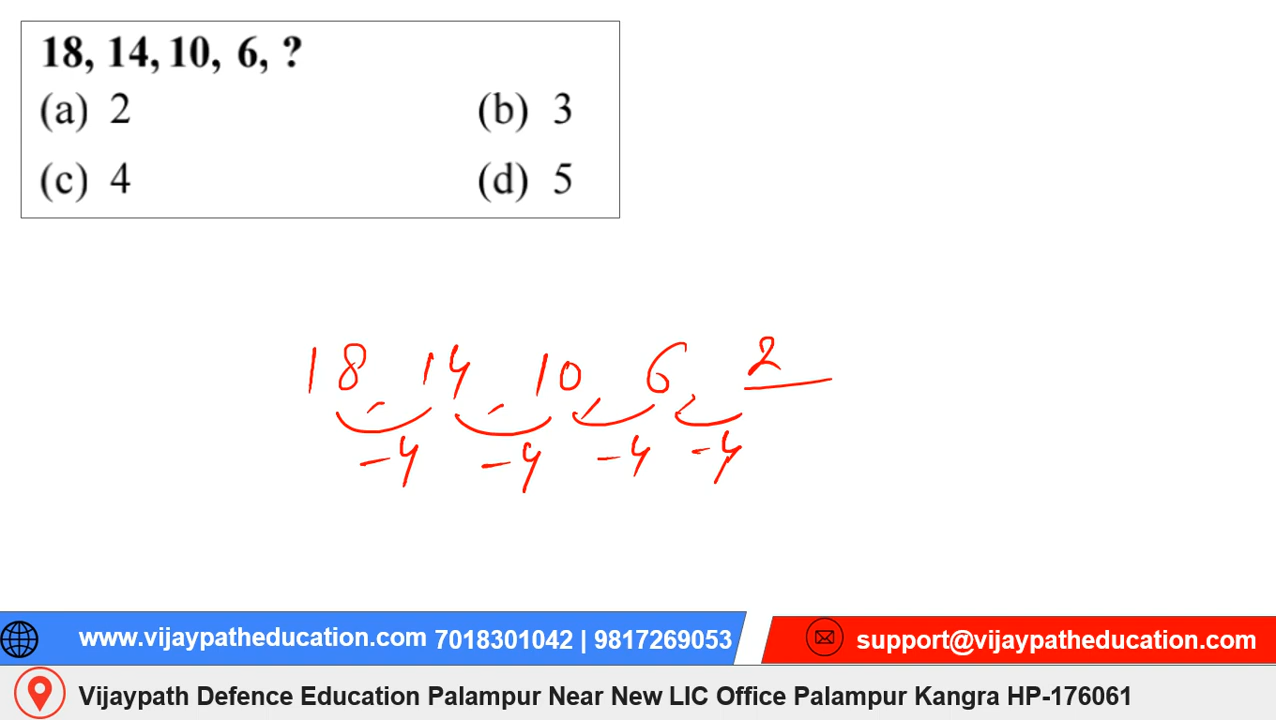 18, 14, 10, 6, ?
(a) 2 (b) 3
(c) 4 (d) 5
18 14 10 6 2
-4 -4 -4 -4
www.vijaypatheducation.com 7018301042 | 9817269053 support@vijaypatheducation.com
Vijaypath Defence Education Palampur Near New LIC Office Palampur Kangra HP-176061